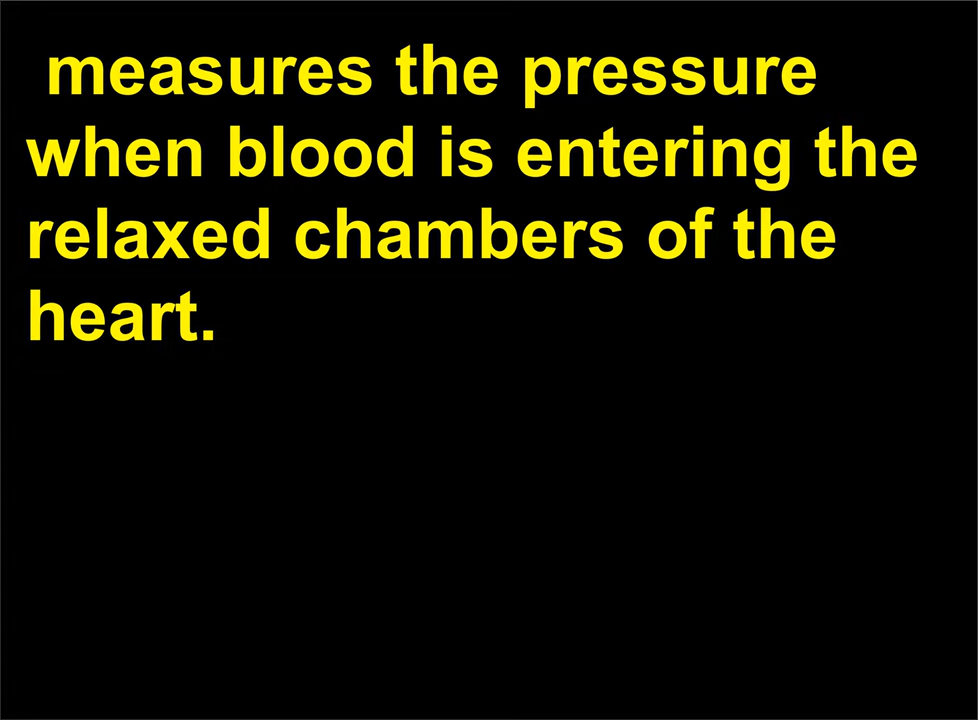 measures the pressure
when blood is entering the
relaxed chambers of the
heart.